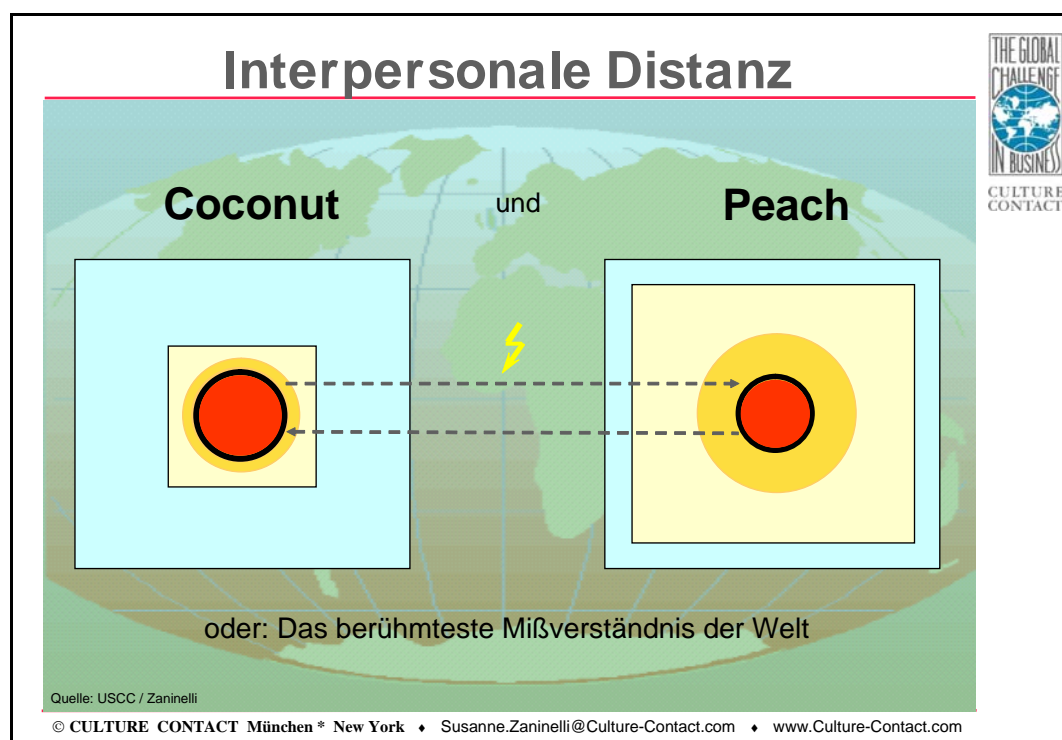 Interpersonale Distanz
THE GLOBAL
CHALLENGE
IN BUSINESS
CULTURE
CONTACT
Coconut und Peach
oder: Das berühmteste Mißverständnis der Welt
Quelle: USCC / Zaninelli
© CULTURE CONTACT München * New York ♦ Susanne.Zaninelli@Culture-Contact.com ♦ www.Culture-Contact.com